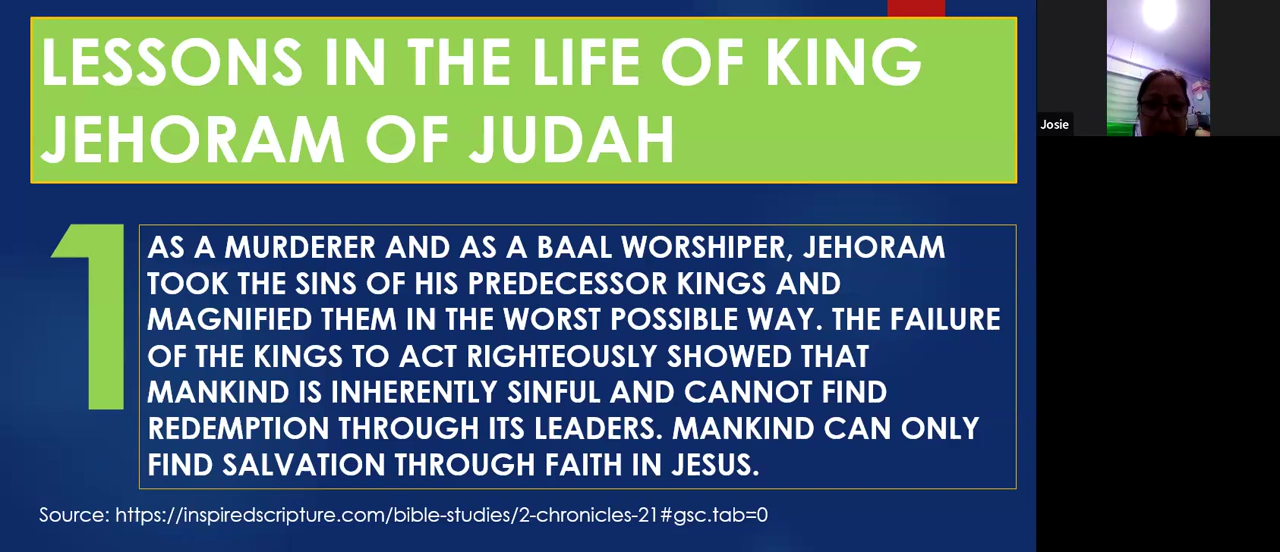 LESSONS IN THE LIFE OF KING
JEHORAM OF JUDAH
1
AS A MURDERER AND AS A BAAL WORSHIPER, JEHORAM
TOOK THE SINS OF HIS PREDECESSOR KINGS AND
MAGNIFIED THEM IN THE WORST POSSIBLE WAY. THE FAILURE
OF THE KINGS TO ACT RIGHTEOUSLY SHOWED THAT
MANKIND IS INHERENTLY SINFUL AND CANNOT FIND
REDEMPTION THROUGH ITS LEADERS. MANKIND CAN ONLY
FIND SALVATION THROUGH FAITH IN JESUS.
Source: https://inspiredscripture.com/bible-studies/2-chronicles-21#gsc.tab=0
Josie